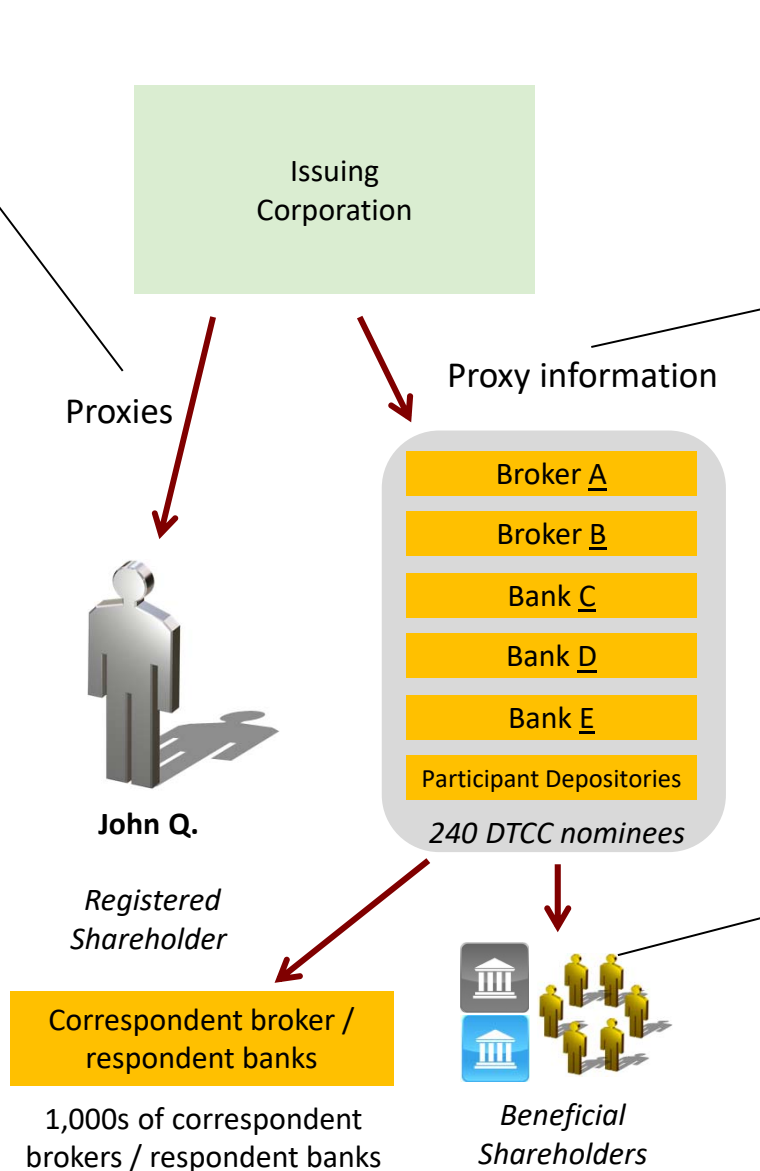 Issuing
Corporation
Proxy information
Proxies
Broker A
Broker B
Bank C
Bank D
Bank E
Participant Depositories
240 DTCC nominees
John Q.
Registered
Shareholder
Correspondent broker /
respondent banks
1,000s of correspondent
brokers / respondent banks
Beneficial
Shareholders